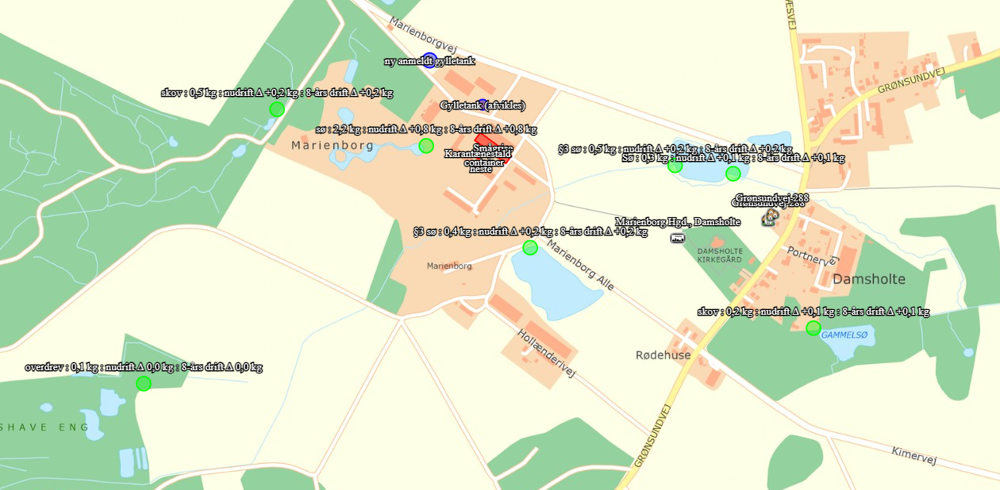 Marienborgvej
ÆSVEJ
ny anmeldt gylletank
GRØNSUNDVEJ
skov : 0,5 kg : nudrift Δ +0,2 kg : 8-års drift Δ +0,2 kg
Gylletank (afvikles)
sø : 2,2 kg : nudrift Δ +0,8 kg : 8-års drift Δ +0,8 kg
Marienborg
Smågrise
Karantænestald
container
heste
§3 sø : 0,5 kg : nudrift Δ +0,2 kg : 8-års drift Δ +0,2 kg
Sø : 0,3 kg : nudrift Δ +0,1 kg : 8-års drift Δ +0,1 kg
Grønsundvej 288
Grønsundvej 288
Marienborg Hgd., Damsholte
§3 sø : 0,4 kg : nudrift Δ +0,2 kg : 8-års drift Δ +0,2 kg
DAMSHOLTE
KIRKEGÅRD
Portnervej
Marienborg
Marienborg Alle
Damsholte
skov : 0,2 kg : nudrift Δ +0,1 kg : 8-års drift Δ +0,1 kg
GAMMELSØ
Hollænderivej
Rødehuse
overdrev : 0,1 kg : nudrift Δ 0,0 kg : 8-års drift Δ 0,0 kg
SHAVE ENG
GRØNSUNDVEJ
Kimervej